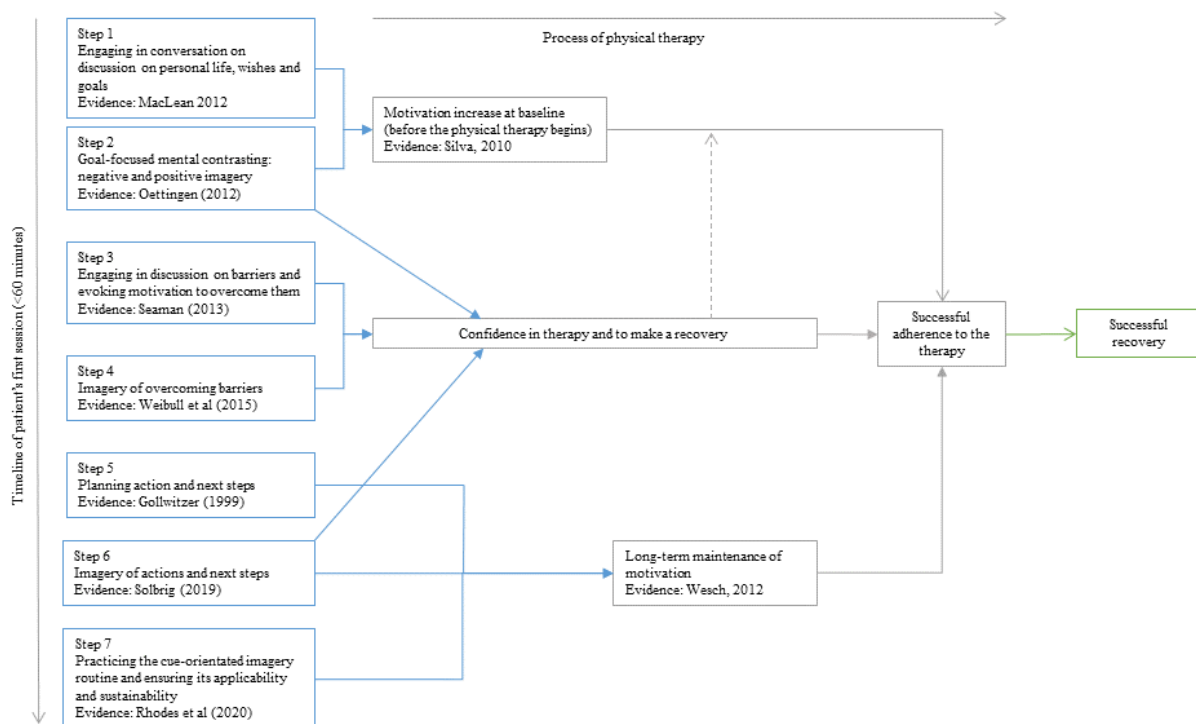 Process of physical therapy
Timeline of patient's first session (<60 minutes)
Step 1
Engaging in conversation on
discussion on personal life, wishes and
goals
Evidence: MacLean 2012
Step 2
Goal-focused mental contrasting:
negative and positive imagery
Evidence: Oettingen (2012)
Step 3
Engaging in discussion on barriers and
evoking motivation to overcome them
Evidence: Seaman (2013)
Step 4
Imagery of overcoming barriers
Evidence: Weibull et al (2015)
Step 5
Planning action and next steps
Evidence: Gollwitzer (1999)
Step 6
Imagery of actions and next steps
Evidence: Solbrig (2019)
Step 7
Practicing the cue-orientated imagery
routine and ensuring its applicability
and sustainability
Evidence: Rhodes et al (2020)
Motivation increase at baseline
(before the physical therapy begins)
Evidence: Silva, 2010
Confidence in therapy and to make a recovery
Long-term maintenance of
motivation
Evidence: Wesch, 2012
Successful
adherence to the
therapy
Successful
recovery